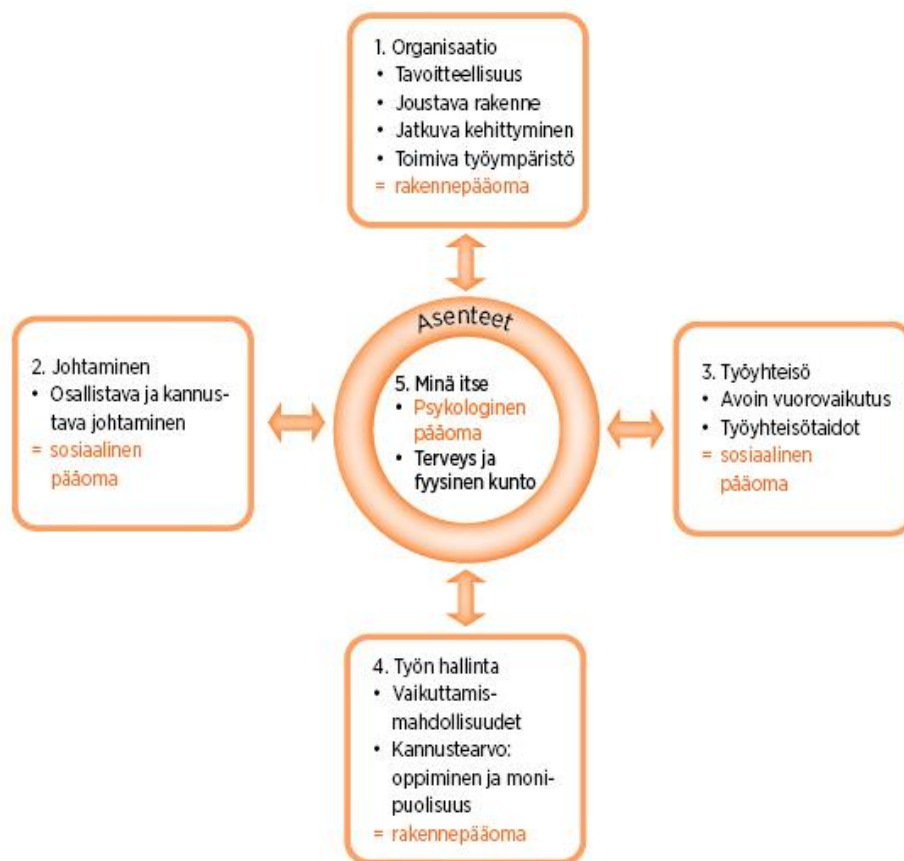 1. Organisaatio
• Tavoitteellisuus
• Joustava rakenne
• Jatkuva kehittyminen
• Toimiva työympäristö
= rakennepääoma
2. Johtaminen
• Osallistava ja kannus-
tava johtaminen
= sosiaalinen
pääoma
Asenteet
5. Minä itse
• Psykologinen
pääoma
• Terveys ja
fyysinen kunto
3. Työyhteisö
• Avoin vuorovaikutus
• Työyhteisötaidot
= sosiaalinen
pääoma
4. Työn hallinta
• Vaikuttamis-
mahdollisuudet
• Kannustearvo:
oppiminen ja moni-
puolisuus
= rakennepääoma